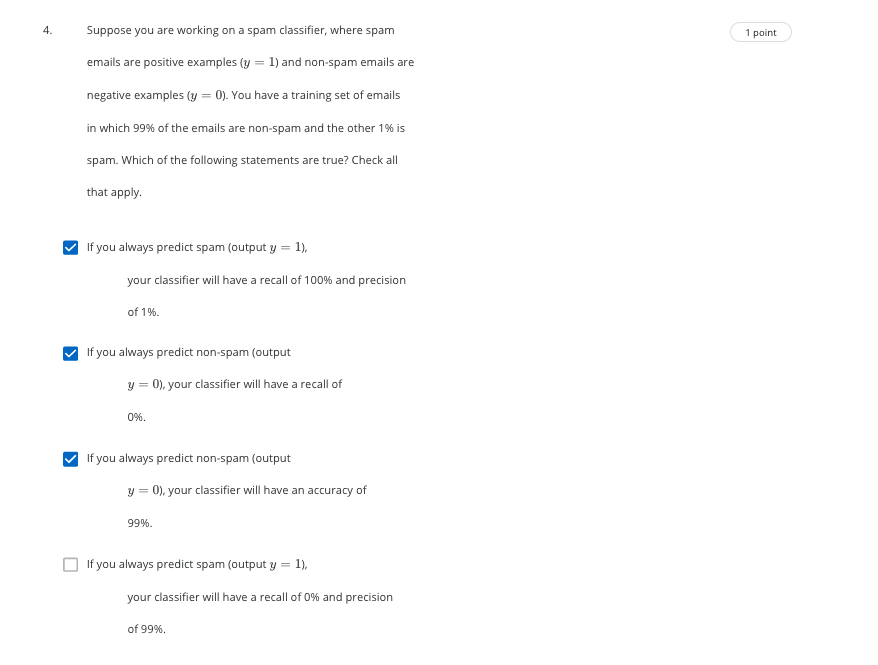 4. Suppose you are working on a spam classifier, where spam
1 point
emails are positive examples (y = 1) and non-spam emails are
negative examples (y = 0). You have a training set of emails
in which 99% of the emails are non-spam and the other 1% is
spam. Which of the following statements are true? Check all
that apply.
If you always predict spam (output y = 1),
your classifier will have a recall of 100% and precision
of 1%.
If you always predict non-spam (output
y = 0), your classifier will have a recall of
0%.
If you always predict non-spam (output
y = 0), your classifier will have an accuracy of
99%.
If you always predict spam (output y = 1),
your classifier will have a recall of 0% and precision
of 99%.